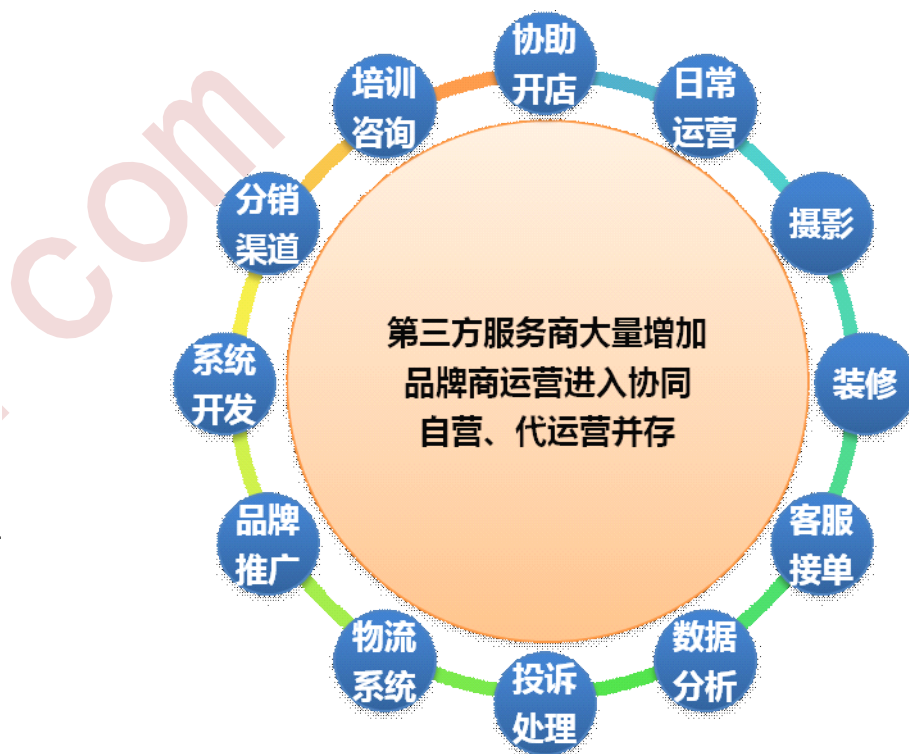 协助
开店
日常
运营
摄影
装修
客服
接单
数据
分析
投诉
处理
物流
系统
品牌
推广
系统
开发
分销
渠道
培训
咨询
第三方服务商大量增加
品牌商运营进入协同
自营、代运营并存
com